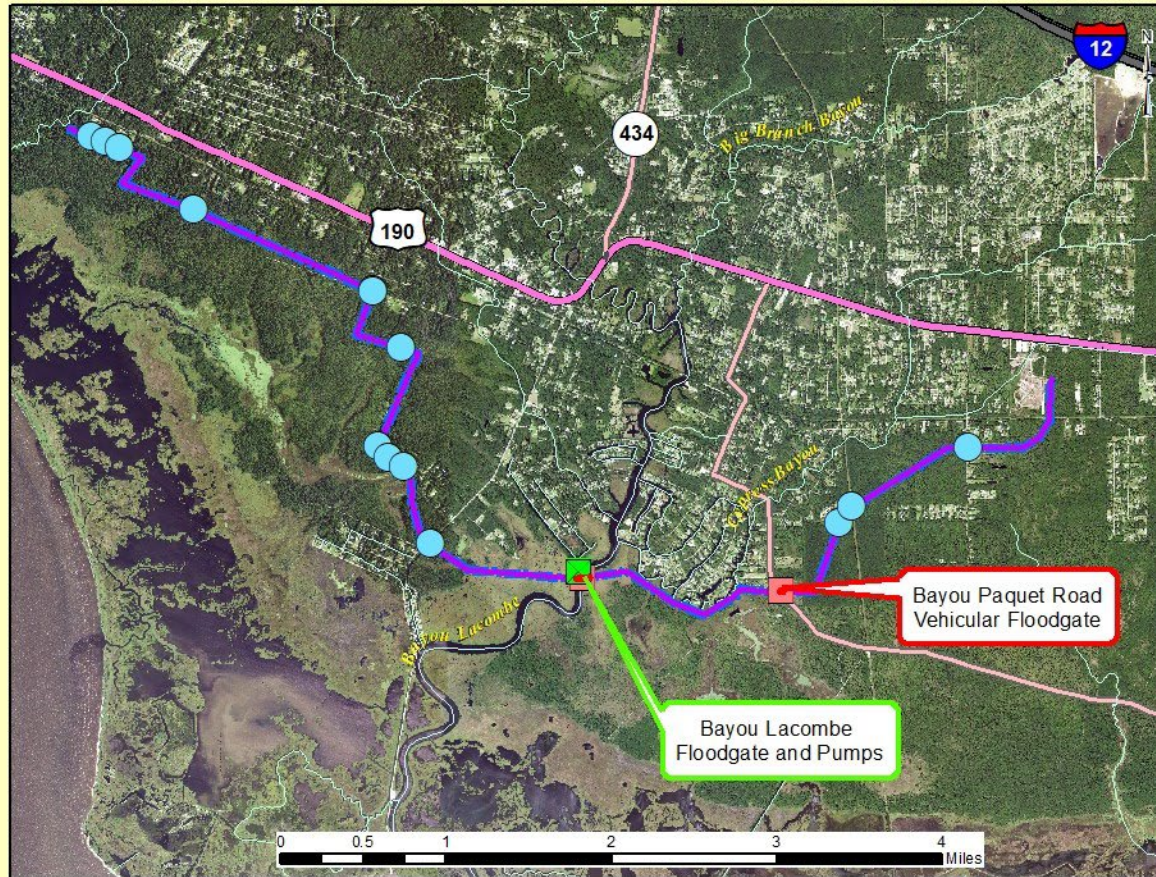 12
N
434
Big Branch Bayou
190
Cypress Bayou
Bayou Paquet Road
Vehicular Floodgate
Bayou Lacombe
Bayou Lacombe
Floodgate and Pumps
0 0.5 1 2 3 4
Miles